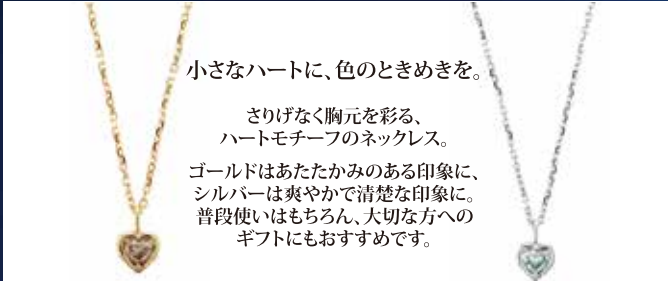 小さなハートに、色のときめきを。
さりげなく胸元を彩る、
ハートモチーフのネックレス。
ゴールドはあたたかみのある印象に、
シルバーは爽やかで清楚な印象に。
普段使いはもちろん、大切な方への
ギフトにもおすすめです。